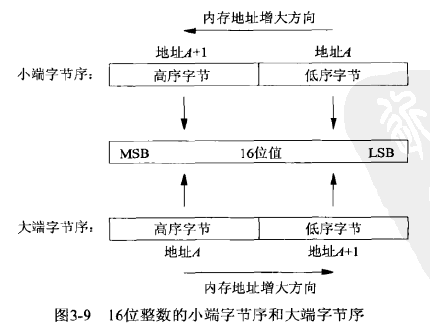 内存地址增大方向
地址A+1 地址A
小端字节序： 高序字节 低序字节
MSB 16位值 LSB
大端字节序： 高序字节 低序字节
地址A 地址A+1
内存地址增大方向
图3-9 16位整数的小端字节序和大端字节序